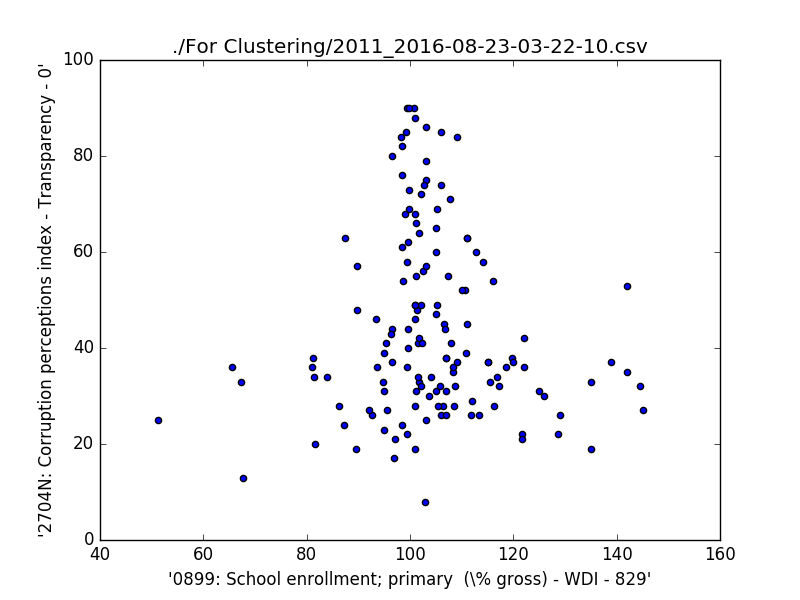 ./For Clustering/2011_2016-08-23-03-22-10.csv
100
80
60
40
20
0
'2704N: Corruption perceptions index - Transparency - 0'
40 60 80 100 120 140 160
'0899: School enrollment; primary  (\% gross) - WDI - 829'